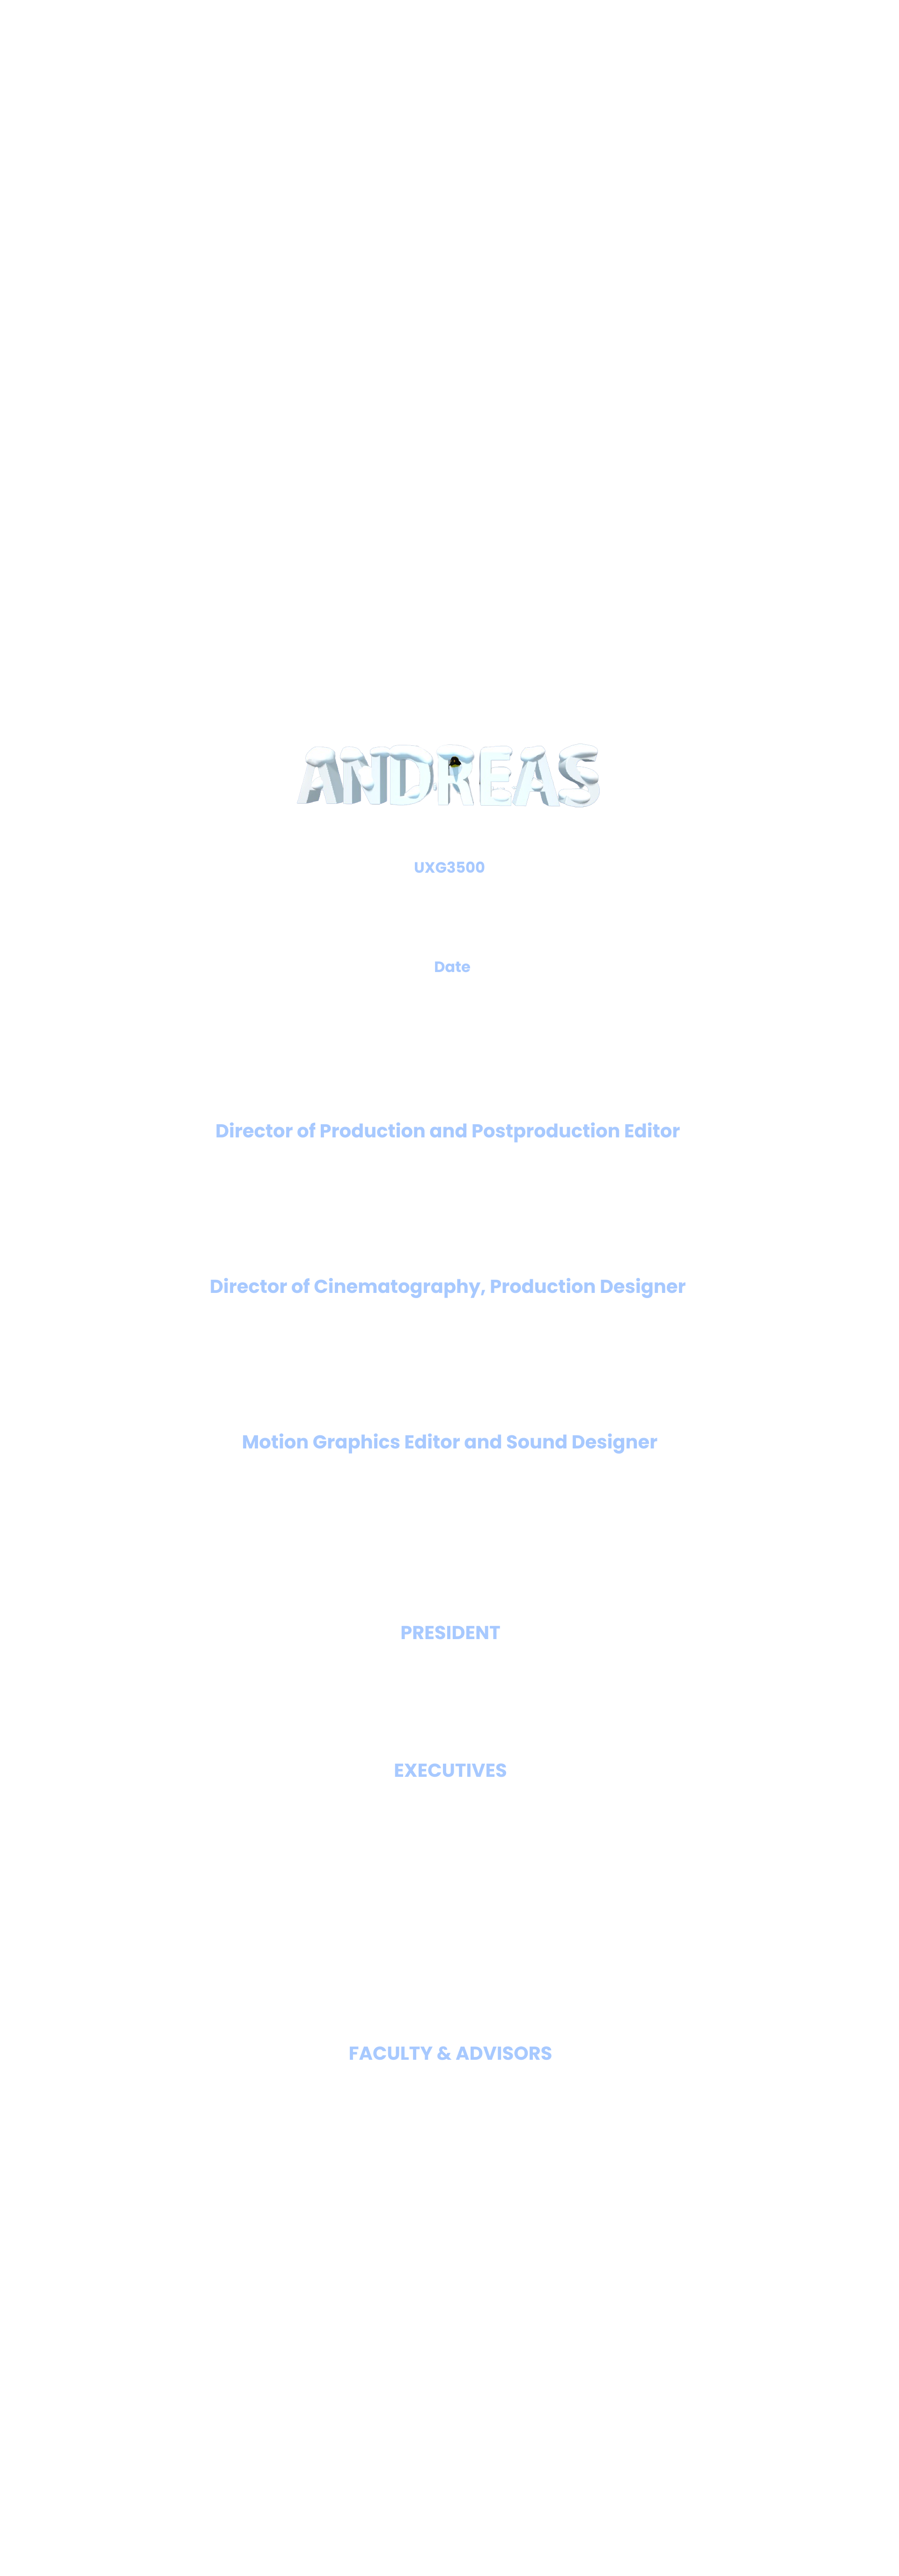 ANDREAS
UXG3500
Date
Director of Production and Postproduction Editor
Director of Cinematography, Production Designer
Motion Graphics Editor and Sound Designer
PRESIDENT
EXECUTIVES
FACULTY & ADVISORS